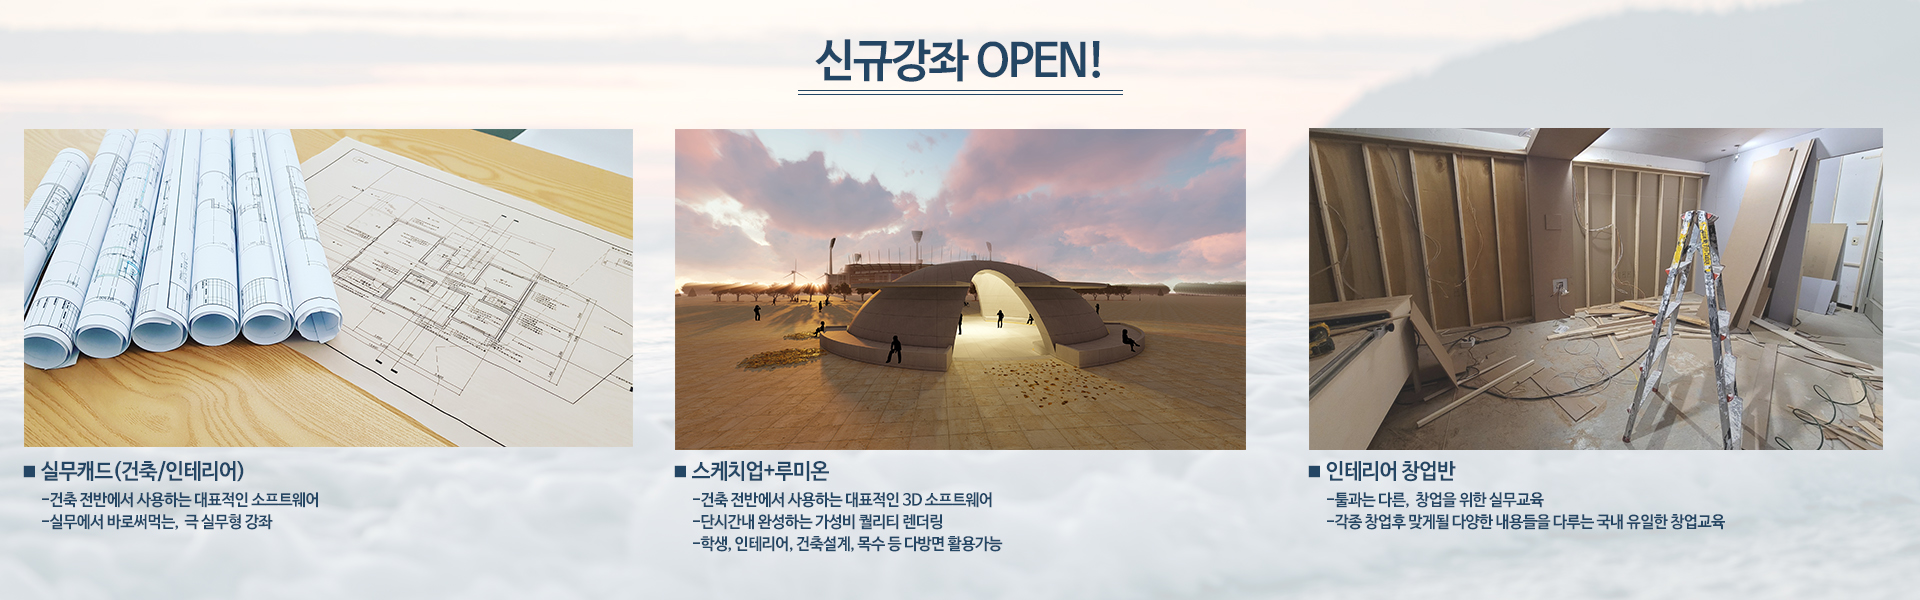 신규강좌 OPEN!
■ 실무캐드(건축/인테리어)
-건축 전반에서 사용하는 대표적인 소프트웨어
-실무에서 바로써먹는, 극 실무형 강좌
■ 스케치업+루미온
-건축 전반에서 사용하는 대표적인 3D 소프트웨어
-단시간내 완성하는 가성비 퀄리티 렌더링
-학생, 인테리어, 건축설계, 목수 등 다방면 활용가능
■ 인테리어 창업반
-툴과는 다른, 창업을 위한 실무교육
-각종 창업후 맞게될 다양한 내용들을 다루는 국내 유일한 창업교육